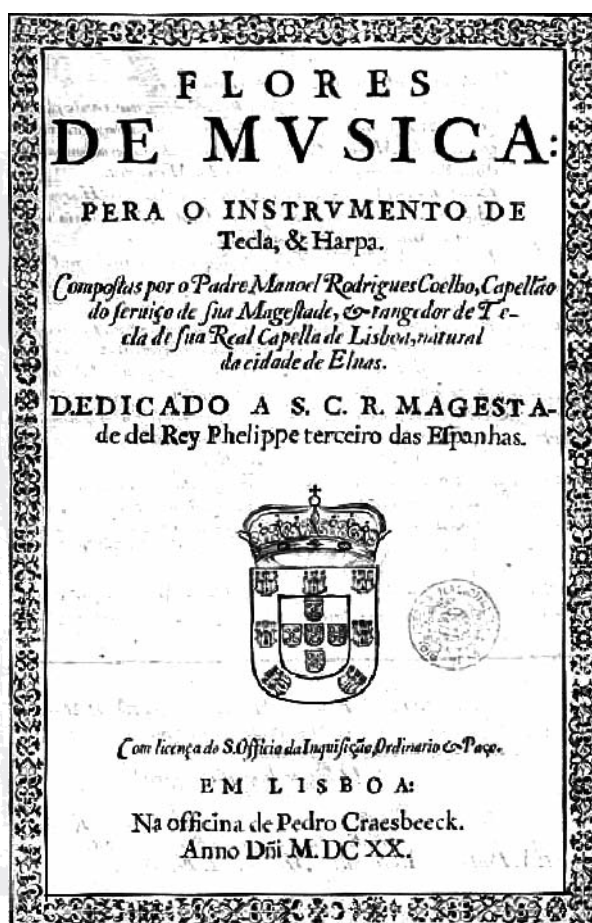 FLORES
DE MVSICA:
PERA O INSTRVMENTO DE
Tecla, & Harpa.
Compoſtas por o Padre Manoel Rodrigues Coelho, Capellão
do ſeruiço de ſua Mageſtade, & tangedor de Te-
cla de ſua Real Capella de Lisboa, natural
da cidade de Eluas.
DEDICADO A S. C. R. MAGESTA-
de del Rey Phelippe terceiro das Eſpanhas.
Com licença do S. Officio da Inquiſição, Ordinario & Paço.
EM LISBOA:
Na officina de Pedro Craesbeeck.
Anno Dñi M. DC XX.